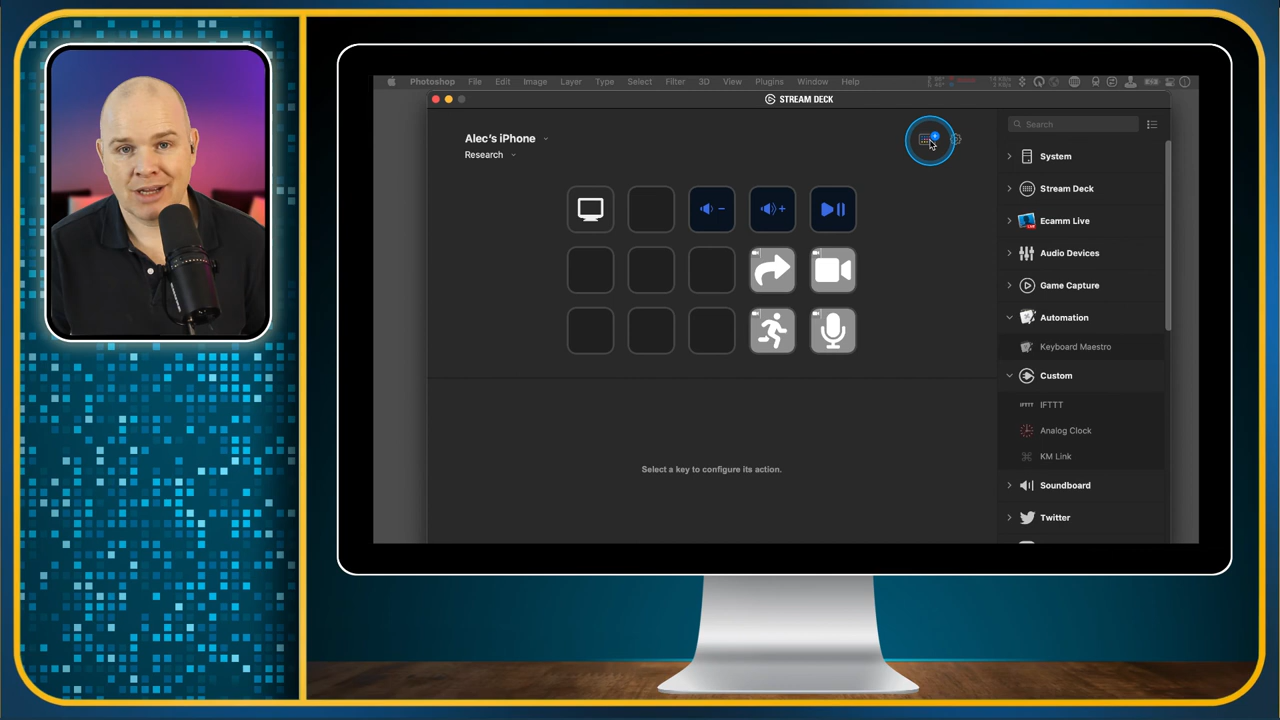 Photoshop File Edit Image Layer Type Select Filter 3D View Plugins Window Help
STREAM DECK
Alec's iPhone
Research
Search
System
Stream Deck
Ecamm Live
Audio Devices
Game Capture
Automation
Keyboard Maestro
Custom
IFTTT IFTTT
Analog Clock
KM Link
Soundboard
Twitter
Select a key to configure its action.